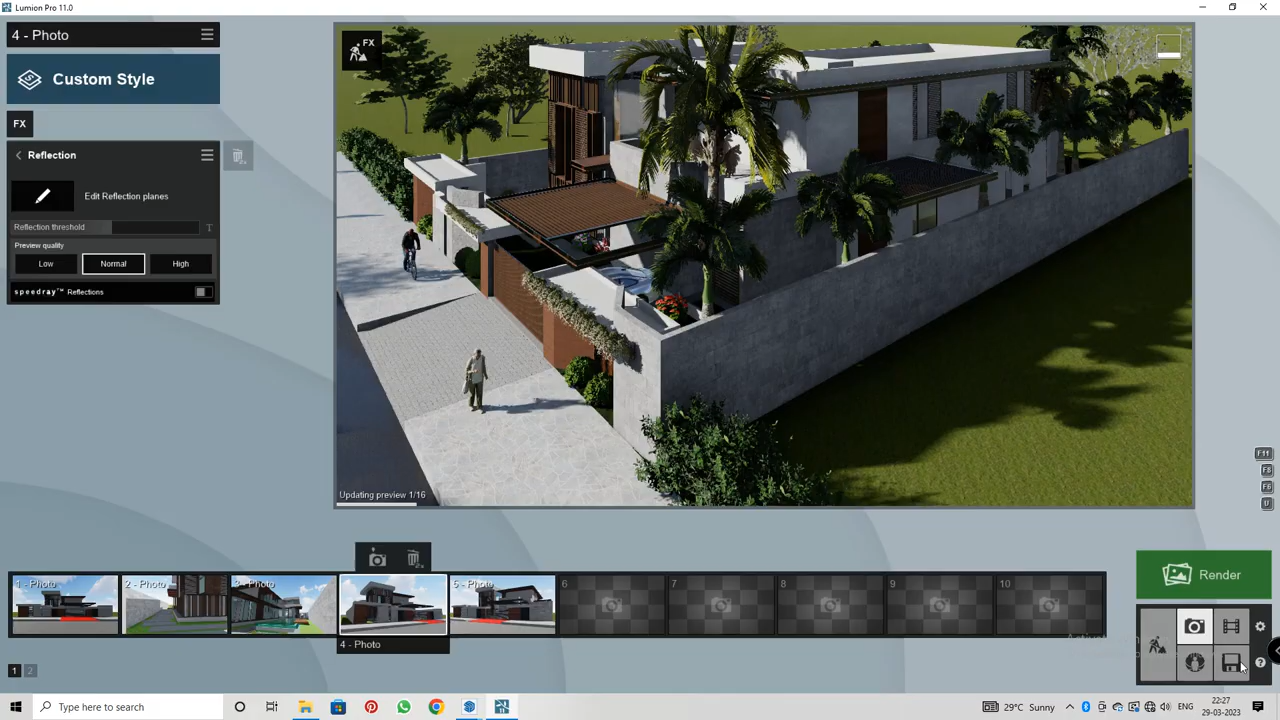 Lumion Pro 11.0
4 - Photo
Custom Style
FX
Reflection
Edit Reflection planes
Reflection threshold
T
Preview quality
Low
Normal
High
speedray™ Reflections
FX
Updating preview 1/16
F11
F6
U
1 - Photo
2 - Photo
3 - Photo
4 - Photo
5 - Photo
6
7
8
9
10
4 - Photo
Render
1
2
Type here to search
29°C Sunny
ENG
22:27
29-03-2023